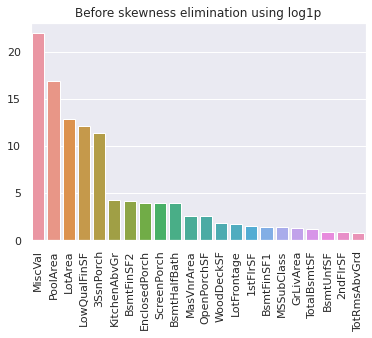 Before skewness elimination using log1p
20
15
10
5
0
MiscVal
PoolArea
LotArea
LowQualFinSF
3SsnPorch
KitchenAbvGr
BsmtFinSF2
EnclosedPorch
ScreenPorch
BsmtHalfBath
MasVnrArea
OpenPorchSF
WoodDeckSF
LotFrontage
1stFlrSF
BsmtFinSF1
MSSubClass
GrLivArea
TotalBsmtSF
BsmtUnfSF
2ndFlrSF
TotRmsAbvGrd